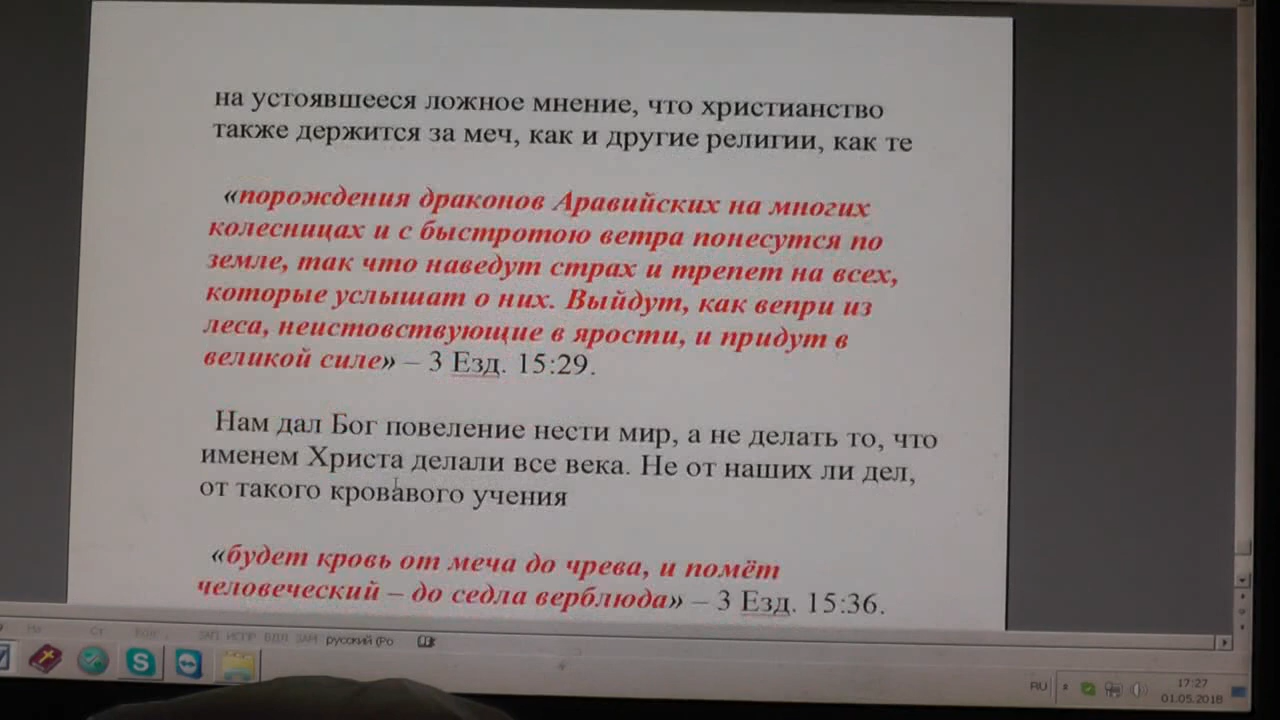 на устоявшееся ложное мнение, что христианство
также держится за меч, как и другие религии, как те
«порождения драконов Аравийских на многих
колесницах и с быстротою ветра понесутся по
земле, так что наведут страх и трепет на всех,
которые услышат о них. Выйдут, как вепри из
леса, неистовствующие в ярости, и придут в
великой силе» – 3 Езд. 15:29.
Нам дал Бог повеление нести мир, а не делать то, что
именем Христа делали все века. Не от наших ли дел,
от такого кровавого учения
«будет кровь от меча до чрева, и помёт
человеческий – до седла верблюда» – 3 Езд. 15:36.
ЗАП ИСПР ВДЛ ЗАМ русский (Ро
RU
17:27
01.05.2018